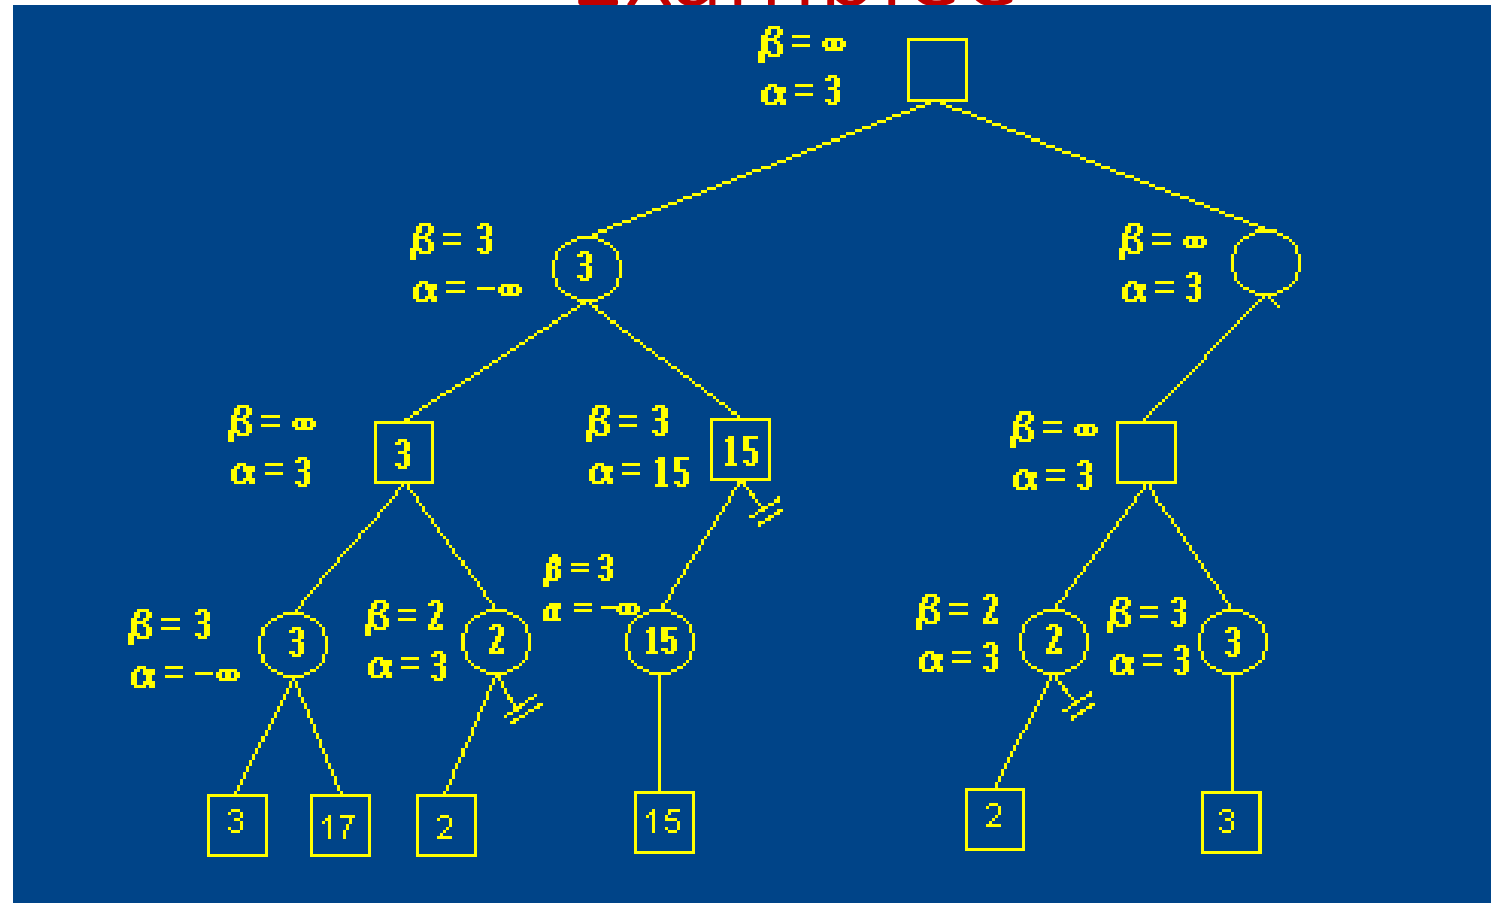 β = ∞
α = 3
β = 3
α = -∞
3
β = ∞
α = 3
β = ∞
α = 3
3
β = 3
α = 15
15
β = ∞
α = 3
β = 3
α = -∞
3
β = 2
α = 3
2
β = 3
α = -∞
15
β = 2
α = 3
2
β = 3
α = 3
3
3
17
2
15
2
3